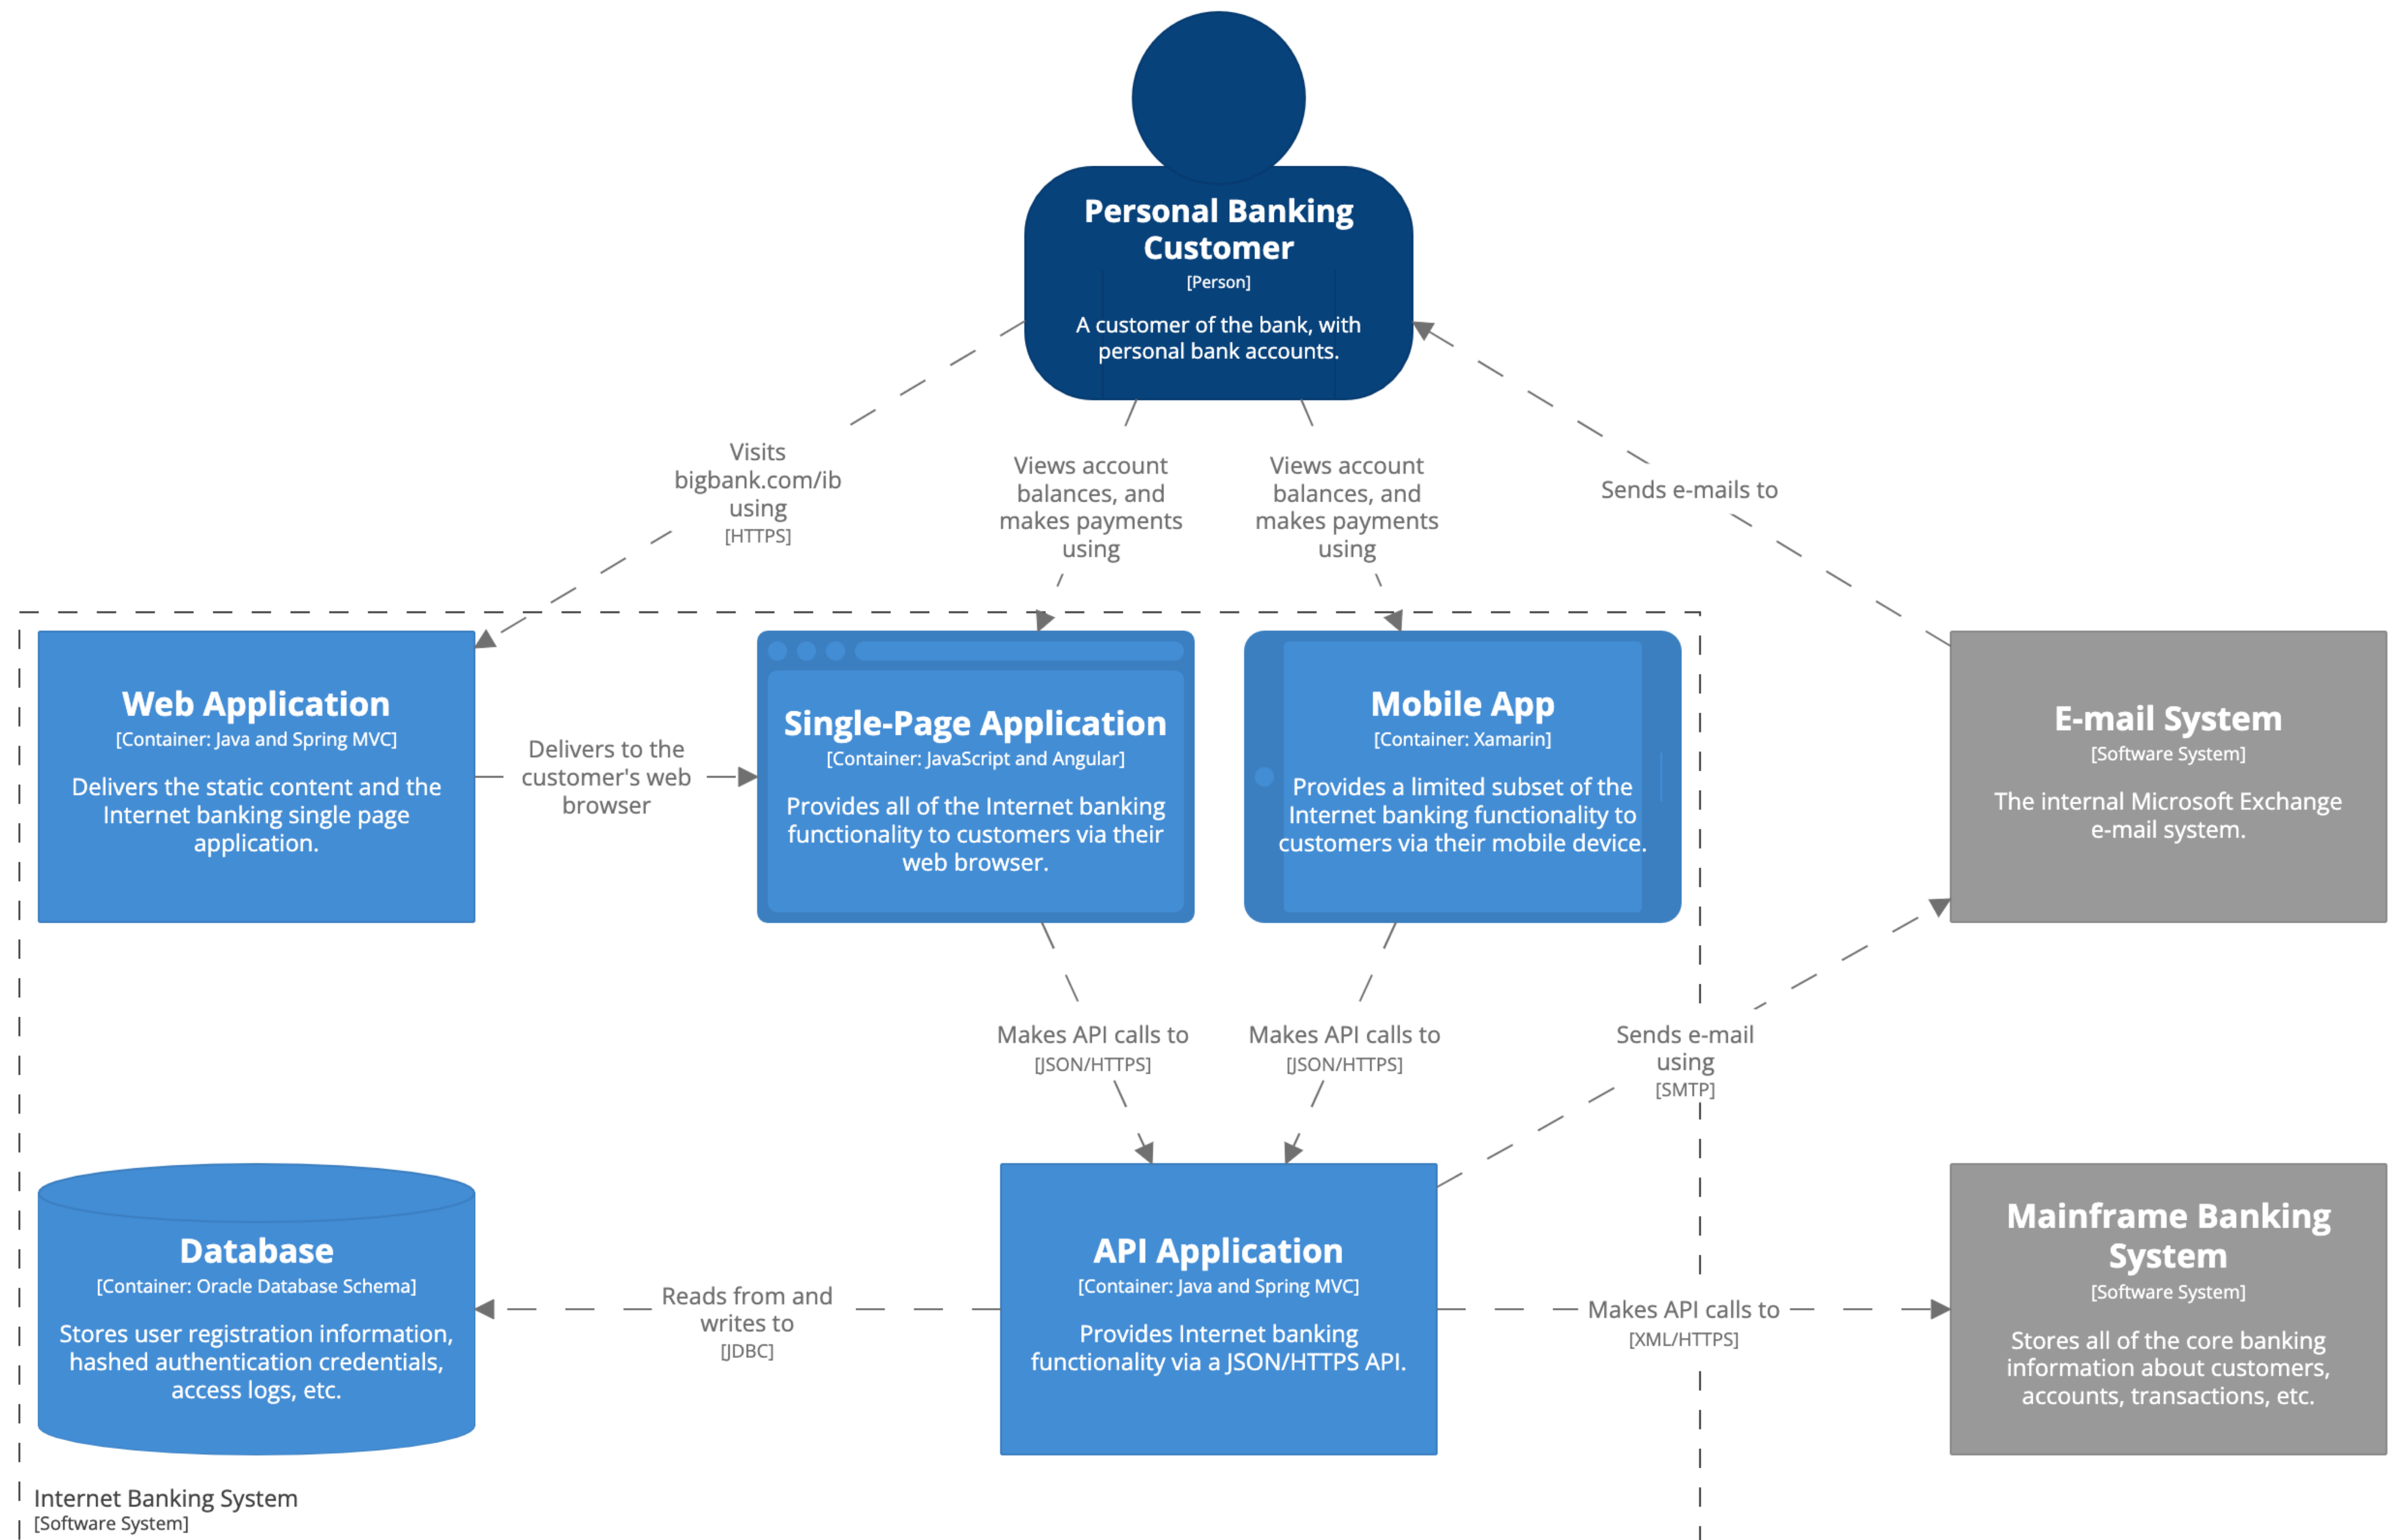 Personal Banking
Customer
[Person]
A customer of the bank, with
personal bank accounts.
Visits
bigbank.com/ib
using
[HTTPS]
Views account
balances, and
makes payments
using
Views account
balances, and
makes payments
using
Sends e-mails to
Web Application
[Container: Java and Spring MVC]
Delivers the static content and the
Internet banking single page
application.
Delivers to the
customer's web
browser
Single-Page Application
[Container: JavaScript and Angular]
Provides all of the Internet banking
functionality to customers via their
web browser.
Mobile App
[Container: Xamarin]
Provides a limited subset of the
Internet banking functionality to
customers via their mobile device.
E-mail System
[Software System]
The internal Microsoft Exchange
e-mail system.
Makes API calls to
[JSON/HTTPS]
Makes API calls to
[JSON/HTTPS]
Sends e-mail
using
[SMTP]
Database
[Container: Oracle Database Schema]
Stores user registration information,
hashed authentication credentials,
access logs, etc.
Reads from and
writes to
[JDBC]
API Application
[Container: Java and Spring MVC]
Provides Internet banking
functionality via a JSON/HTTPS API.
Makes API calls to
[XML/HTTPS]
Mainframe Banking
System
[Software System]
Stores all of the core banking
information about customers,
accounts, transactions, etc.
Internet Banking System
[Software System]